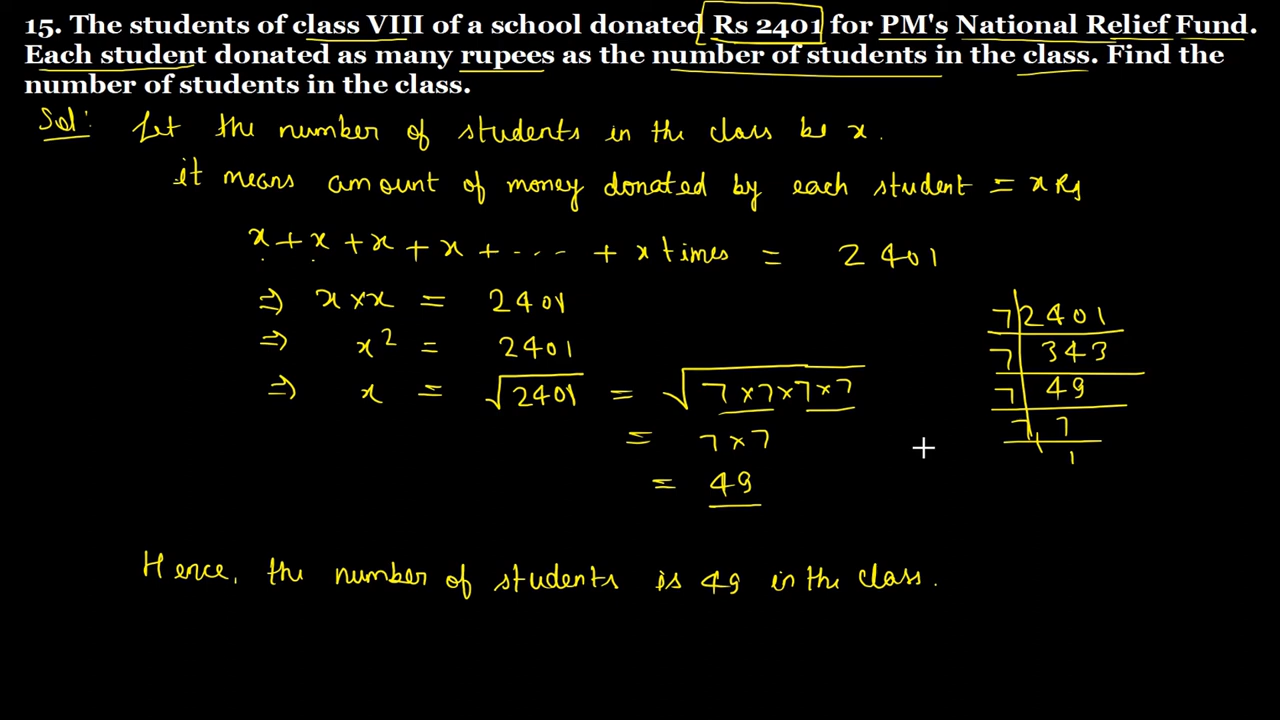 15. The students of class VIII of a school donated Rs 2401 for PM's National Relief Fund.
Each student donated as many rupees as the number of students in the class. Find the
number of students in the class.
Sol: Let the number of students in the class be x.
it means amount of money donated by each student = x Rs
x + x + x + x + .... + x times = 2401
⇒ x × x = 2401
⇒ x² = 2401
⇒ x = √2401 = √7×7×7×7
= 7×7
= 49
7 2401
7 343
7 49
7 7
1
Hence, the number of students is 49 in the class.